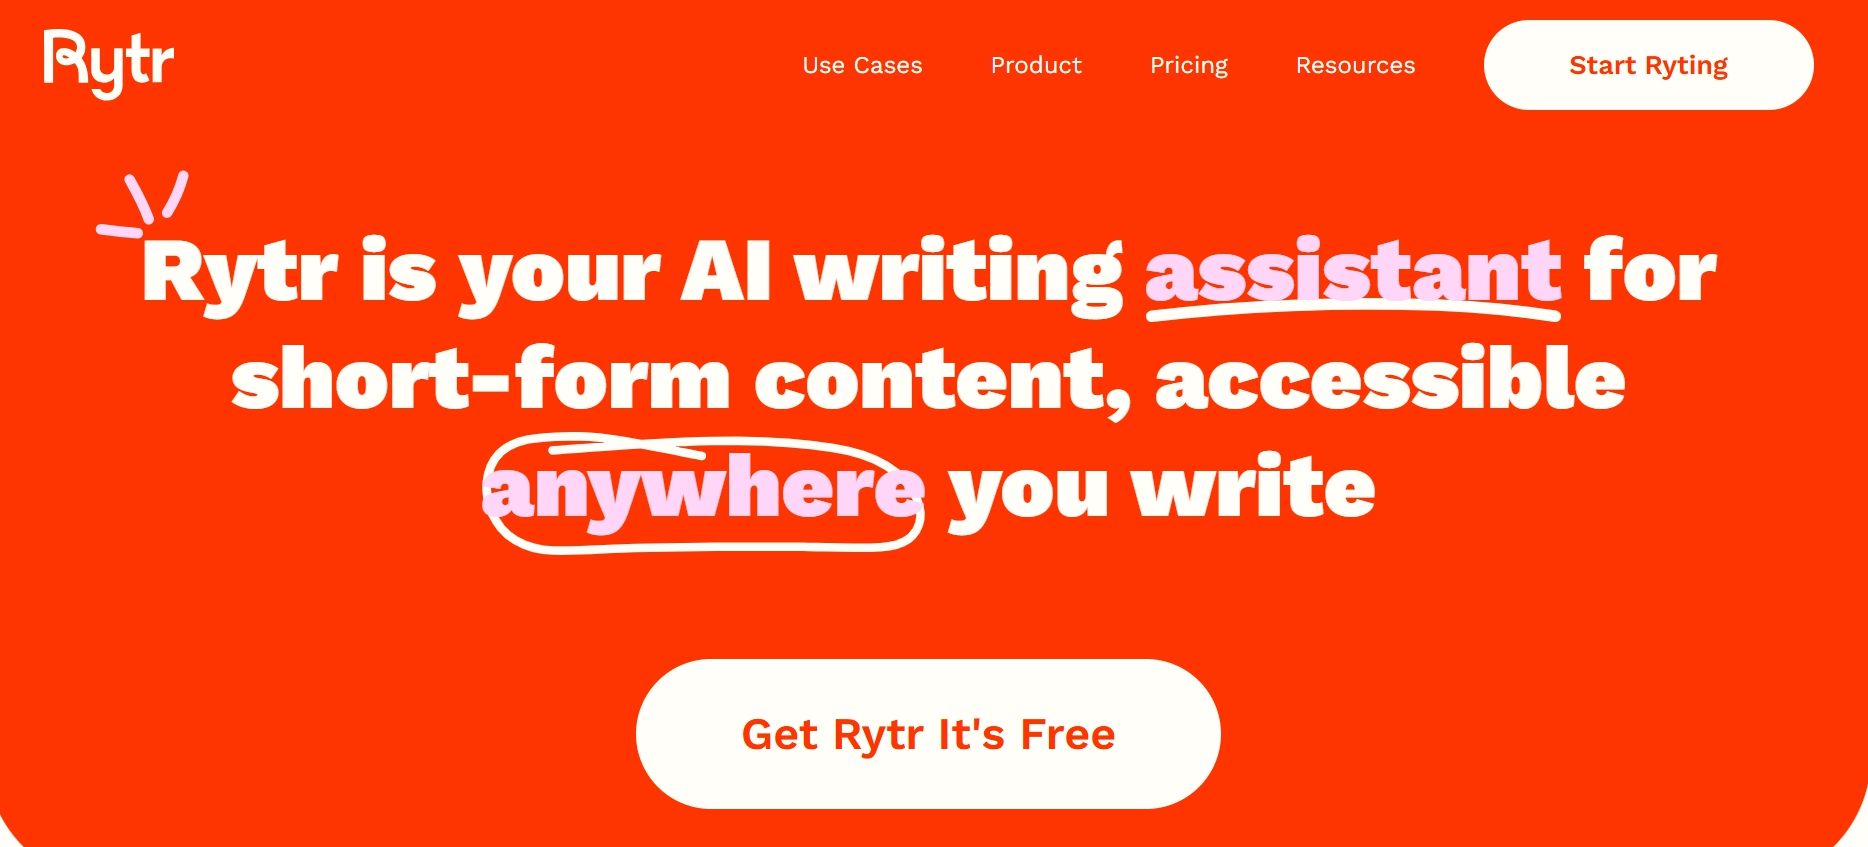 Rytr
Use Cases
Product
Pricing
Resources
Start Ryting
Rytr is your AI writing assistant for
short-form content, accessible
anywhere you write
Get Rytr It's Free